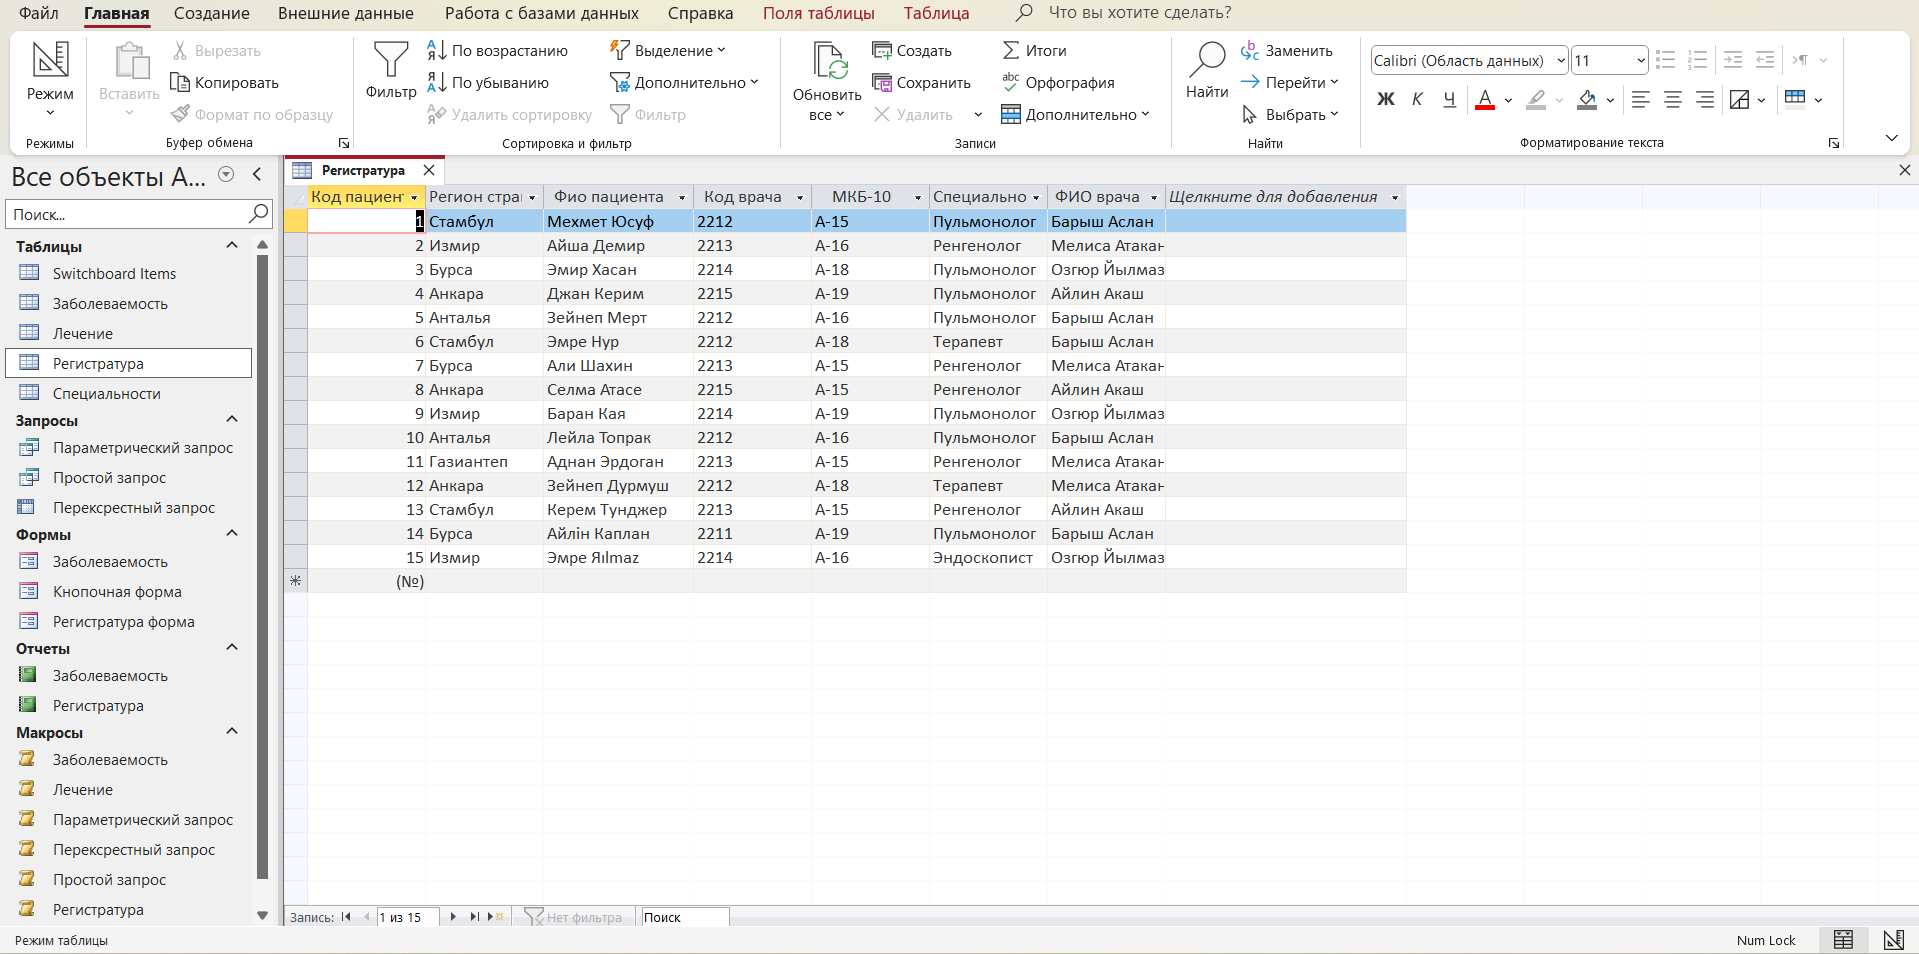 Файл Главная Создание Внешние данные Работа с базами данных Справка Поля таблицы Таблица Что вы хотите сделать?
Режим
Режимы
Вставить
Вырезать
Копировать
Формат по образцу
Буфер обмена
Фильтр
По возрастанию
По убыванию
Удалить сортировку
Выделение
Дополнительно
Фильтр
Сортировка и фильтр
Обновить
все
Создать
Сохранить
Удалить
Итоги
Орфография
Дополнительно
Записи
Найти
Заменить
Перейти
Выбрать
Найти
Calibri (Область данных) 11
Ж К Ч А
Форматирование текста
Все объекты A...
Поиск...
Таблицы
Switchboard Items
Заболеваемость
Лечение
Регистратура
Специальности
Запросы
Параметрический запрос
Простой запрос
Перексрестный запрос
Формы
Заболеваемость
Кнопочная форма
Регистратура форма
Отчеты
Заболеваемость
Регистратура
Макросы
Заболеваемость
Лечение
Параметрический запрос
Перексрестный запрос
Простой запрос
Регистратура
Регистратура
Код пациент Регион стра Фио пациента Код врача МКБ-10 Специально ФИО врача Щелкните для добавления
1 Стамбул Мехмет Юсуф 2212 А-15 Пульмонолог Барыш Аслан
2 Измир Айша Демир 2213 А-16 Ренгенолог Мелиса Атакан
3 Бурса Эмир Хасан 2214 А-18 Пульмонолог Озгюр Йылмаз
4 Анкара Джан Керим 2215 А-19 Пульмонолог Айлин Акаш
5 Анталья Зейнеп Мерт 2212 А-16 Пульмонолог Барыш Аслан
6 Стамбул Эмре Нур 2212 А-18 Терапевт Барыш Аслан
7 Бурса Али Шахин 2213 А-15 Ренгенолог Мелиса Атакан
8 Анкара Селма Атасе 2215 А-15 Ренгенолог Айлин Акаш
9 Измир Баран Кая 2214 А-19 Пульмонолог Озгюр Йылмаз
10 Анталья Лейла Топрак 2212 А-16 Пульмонолог Барыш Аслан
11 Газиантеп Аднан Эрдоган 2213 А-15 Ренгенолог Мелиса Атакан
12 Анкара Зейнеп Дурмуш 2212 А-18 Терапевт Мелиса Атакан
13 Стамбул Керем Тунджер 2213 А-15 Ренгенолог Айлин Акаш
14 Бурса Айлін Каплан 2211 А-19 Пульмонолог Барыш Аслан
15 Измир Эмре Яılmaz 2214 А-16 Эндоскопист Озгюр Йылмаз
(№)
Запись: 1 из 15 Нет фильтра Поиск
Режим таблицы Num Lock